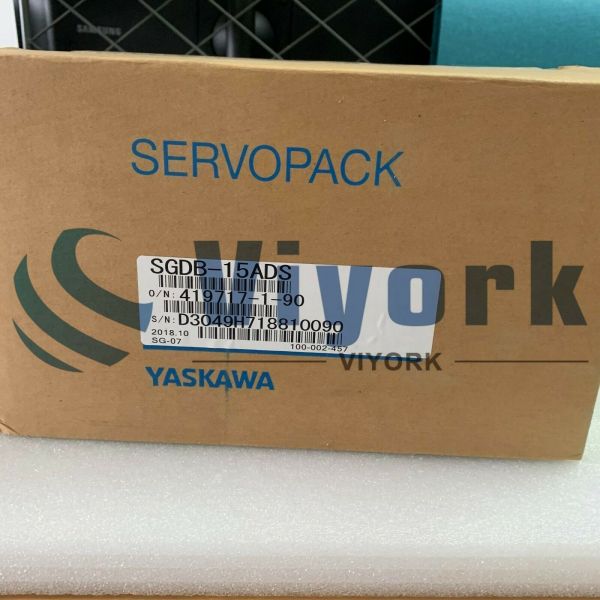 SAMSUNG
SERVOPACK
SGDB-15ADS
O/N: 419717-1-90
S/N: D3049H718810090
2018.10
SG-07
100-002-457
Viyork
VIYORK
YASKAWA